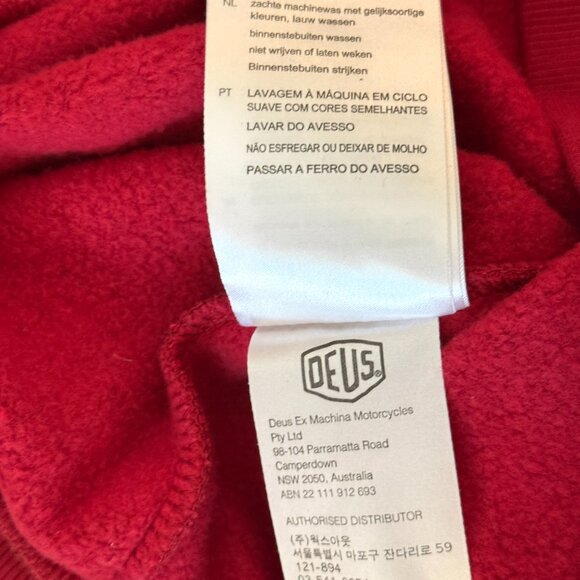 NL zachte machinewas met gelijksoortige
kleuren, lauw wassen
binnenstebuiten wassen
niet wrijven of laten weken
Binnenstebuiten strijken
PT LAVAGEM À MÁQUINA EM CICLO
SUAVE COM CORES SEMELHANTES
LAVAR DO AVESSO
NÃO ESFREGAR OU DEIXAR DE MOLHO
PASSAR A FERRO DO AVESSO
DEUS®
Deus Ex Machina Motorcycles
Pty Ltd
98-104 Parramatta Road
Camperdown
NSW 2050, Australia
ABN 22 111 912 693
AUTHORISED DISTRIBUTOR
(주)웍스아웃
서울특별시 마포구 잔다리로 59
121-894